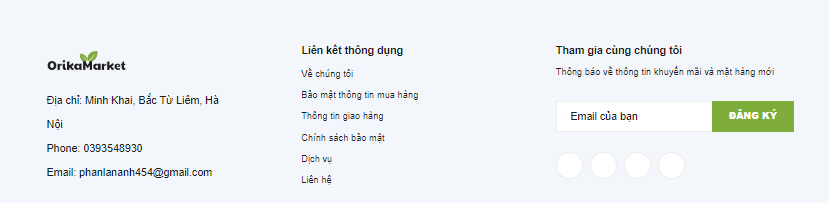 OrikaMarket
Địa chỉ: Minh Khai, Bắc Từ Liêm, Hà
Nội
Phone: 0393548930
Email: phanlananh454@gmail.com
Liên kết thông dụng
Về chúng tôi
Bảo mật thông tin mua hàng
Thông tin giao hàng
Chính sách bảo mật
Dịch vụ
Liên hệ
Tham gia cùng chúng tôi
Thông báo về thông tin khuyến mãi và mặt hàng mới
Email của bạn
ĐĂNG KÝ